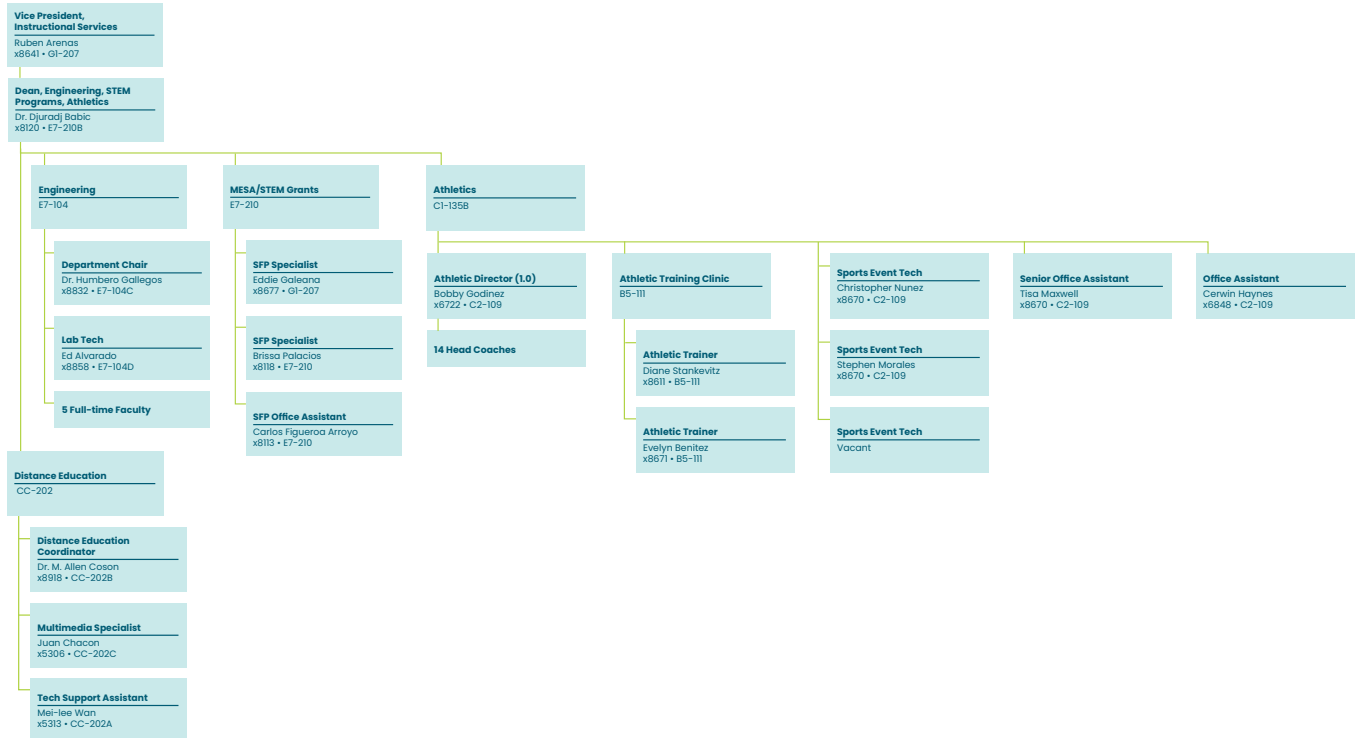 Vice President,
Instructional Services
Ruben Arenas
x8641 • G1-207
Dean, Engineering, STEM
Programs, Athletics
Dr. Djuradj Babic
x8120 • E7-210B
Engineering
E7-104
Department Chair
Dr. Humbero Gallegos
x8832 • E7-104C
Lab Tech
Ed Alvarado
x8858 • E7-104D
5 Full-time Faculty
MESA/STEM Grants
E7-210
SFP Specialist
Eddie Galeana
x8677 • G1-207
SFP Specialist
Brissa Palacios
x8118 • E7-210
SFP Office Assistant
Carlos Figueroa Arroyo
x8113 • E7-210
Athletics
C1-135B
Athletic Director (1.0)
Bobby Godinez
x6722 • C2-109
14 Head Coaches
Athletic Training Clinic
B5-111
Athletic Trainer
Diane Stankevitz
x8611 • B5-111
Athletic Trainer
Evelyn Benitez
x8671 • B5-111
Sports Event Tech
Christopher Nunez
x8670 • C2-109
Sports Event Tech
Stephen Morales
x8670 • C2-109
Sports Event Tech
Vacant
Senior Office Assistant
Tisa Maxwell
x8670 • C2-109
Office Assistant
Cerwin Haynes
x6848 • C2-109
Distance Education
CC-202
Distance Education
Coordinator
Dr. M. Allen Coson
x8918 • CC-202B
Multimedia Specialist
Juan Chacon
x5306 • CC-202C
Tech Support Assistant
Mei-lee Wan
x5313 • CC-202A